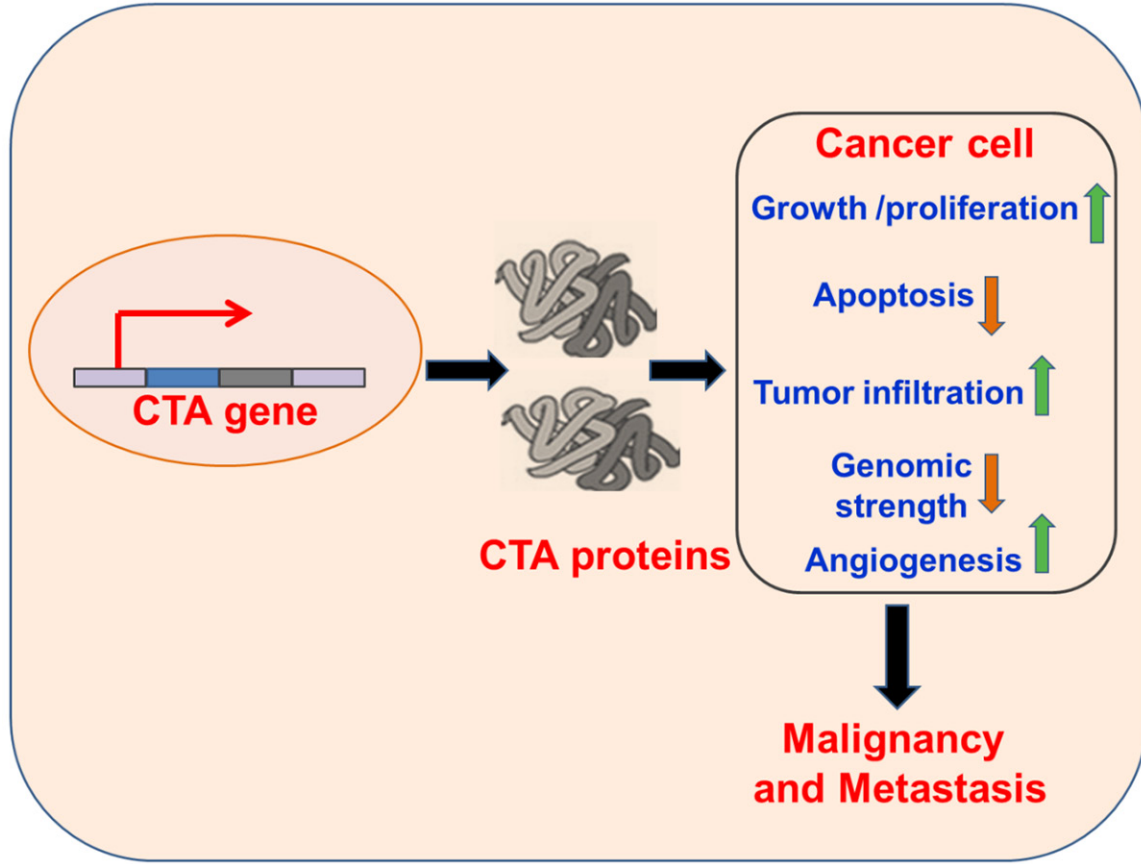 CTA gene
CTA proteins
Cancer cell
Growth /proliferation
Apoptosis
Tumor infiltration
Genomic
strength
Angiogenesis
Malignancy
and Metastasis